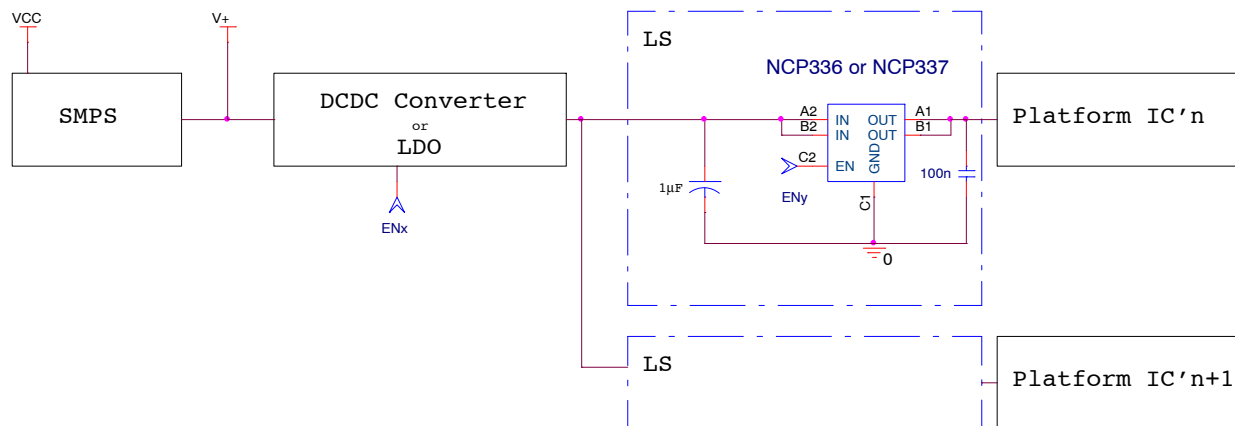 VCC
V+
SMPS
DCDC Converter
or
LDO
ENx
LS
NCP336 or NCP337
A2
B2
C2
IN
IN
EN
OUT
OUT
GND
A1
B1
C1
ENy
1µF
100n
0
Platform IC'n
LS
Platform IC'n+1